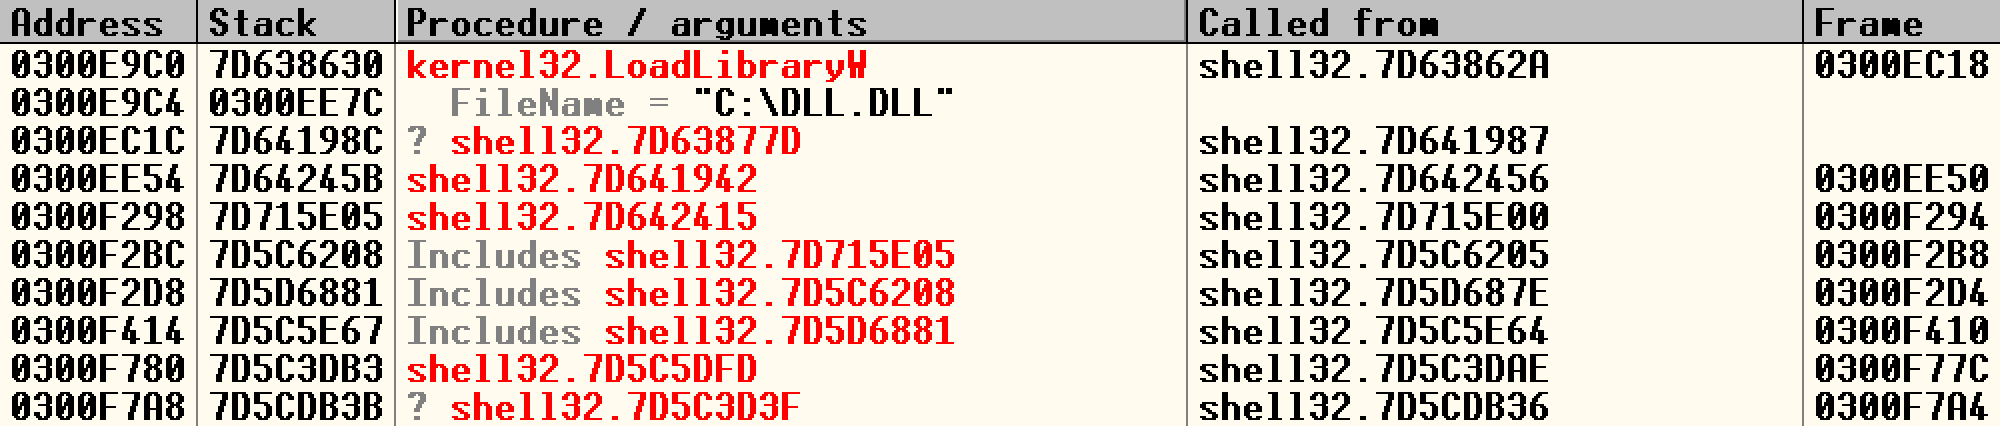 Address Stack Procedure / arguments Called from Frame
0300E9C0 7D638630 kernel32.LoadLibraryW shell32.7D63862A 0300EC18
0300E9C4 0300EE7C FileName = "C:\DLL.DLL"
0300EC1C 7D64198C ? shell32.7D63877D shell32.7D641987
0300EE54 7D64245B shell32.7D641942 shell32.7D642456 0300EE50
0300F298 7D715E05 shell32.7D642415 shell32.7D715E00 0300F294
0300F2BC 7D5C6208 Includes shell32.7D715E05 shell32.7D5C6205 0300F2B8
0300F2D8 7D5D6881 Includes shell32.7D5C6208 shell32.7D5D687E 0300F2D4
0300F414 7D5C5E67 Includes shell32.7D5D6881 shell32.7D5C5E64 0300F410
0300F780 7D5C3DB3 shell32.7D5C5DFD shell32.7D5C3DAE 0300F77C
0300F7A8 7D5CDB3B ? shell32.7D5C3D3F shell32.7D5CDB36 0300F7A4